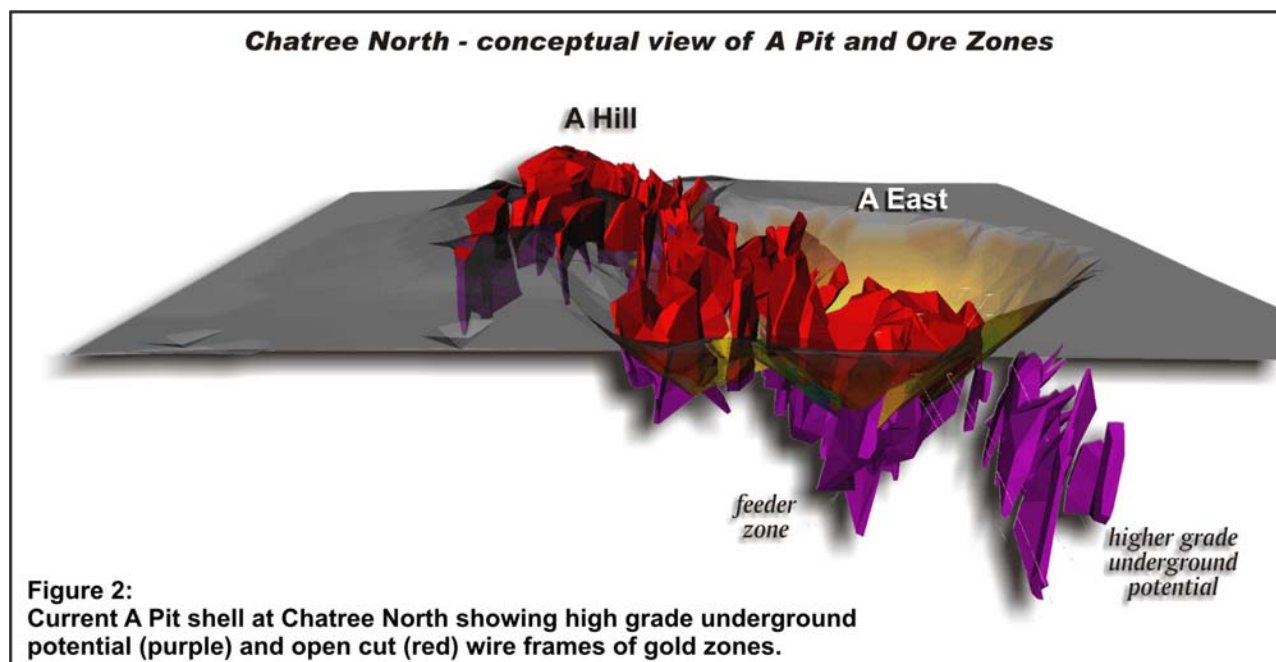 Chatree North - conceptual view of A Pit and Ore Zones
A Hill
A East
feeder
zone
higher grade
underground
potential
Figure 2:
Current A Pit shell at Chatree North showing high grade underground
potential (purple) and open cut (red) wire frames of gold zones.